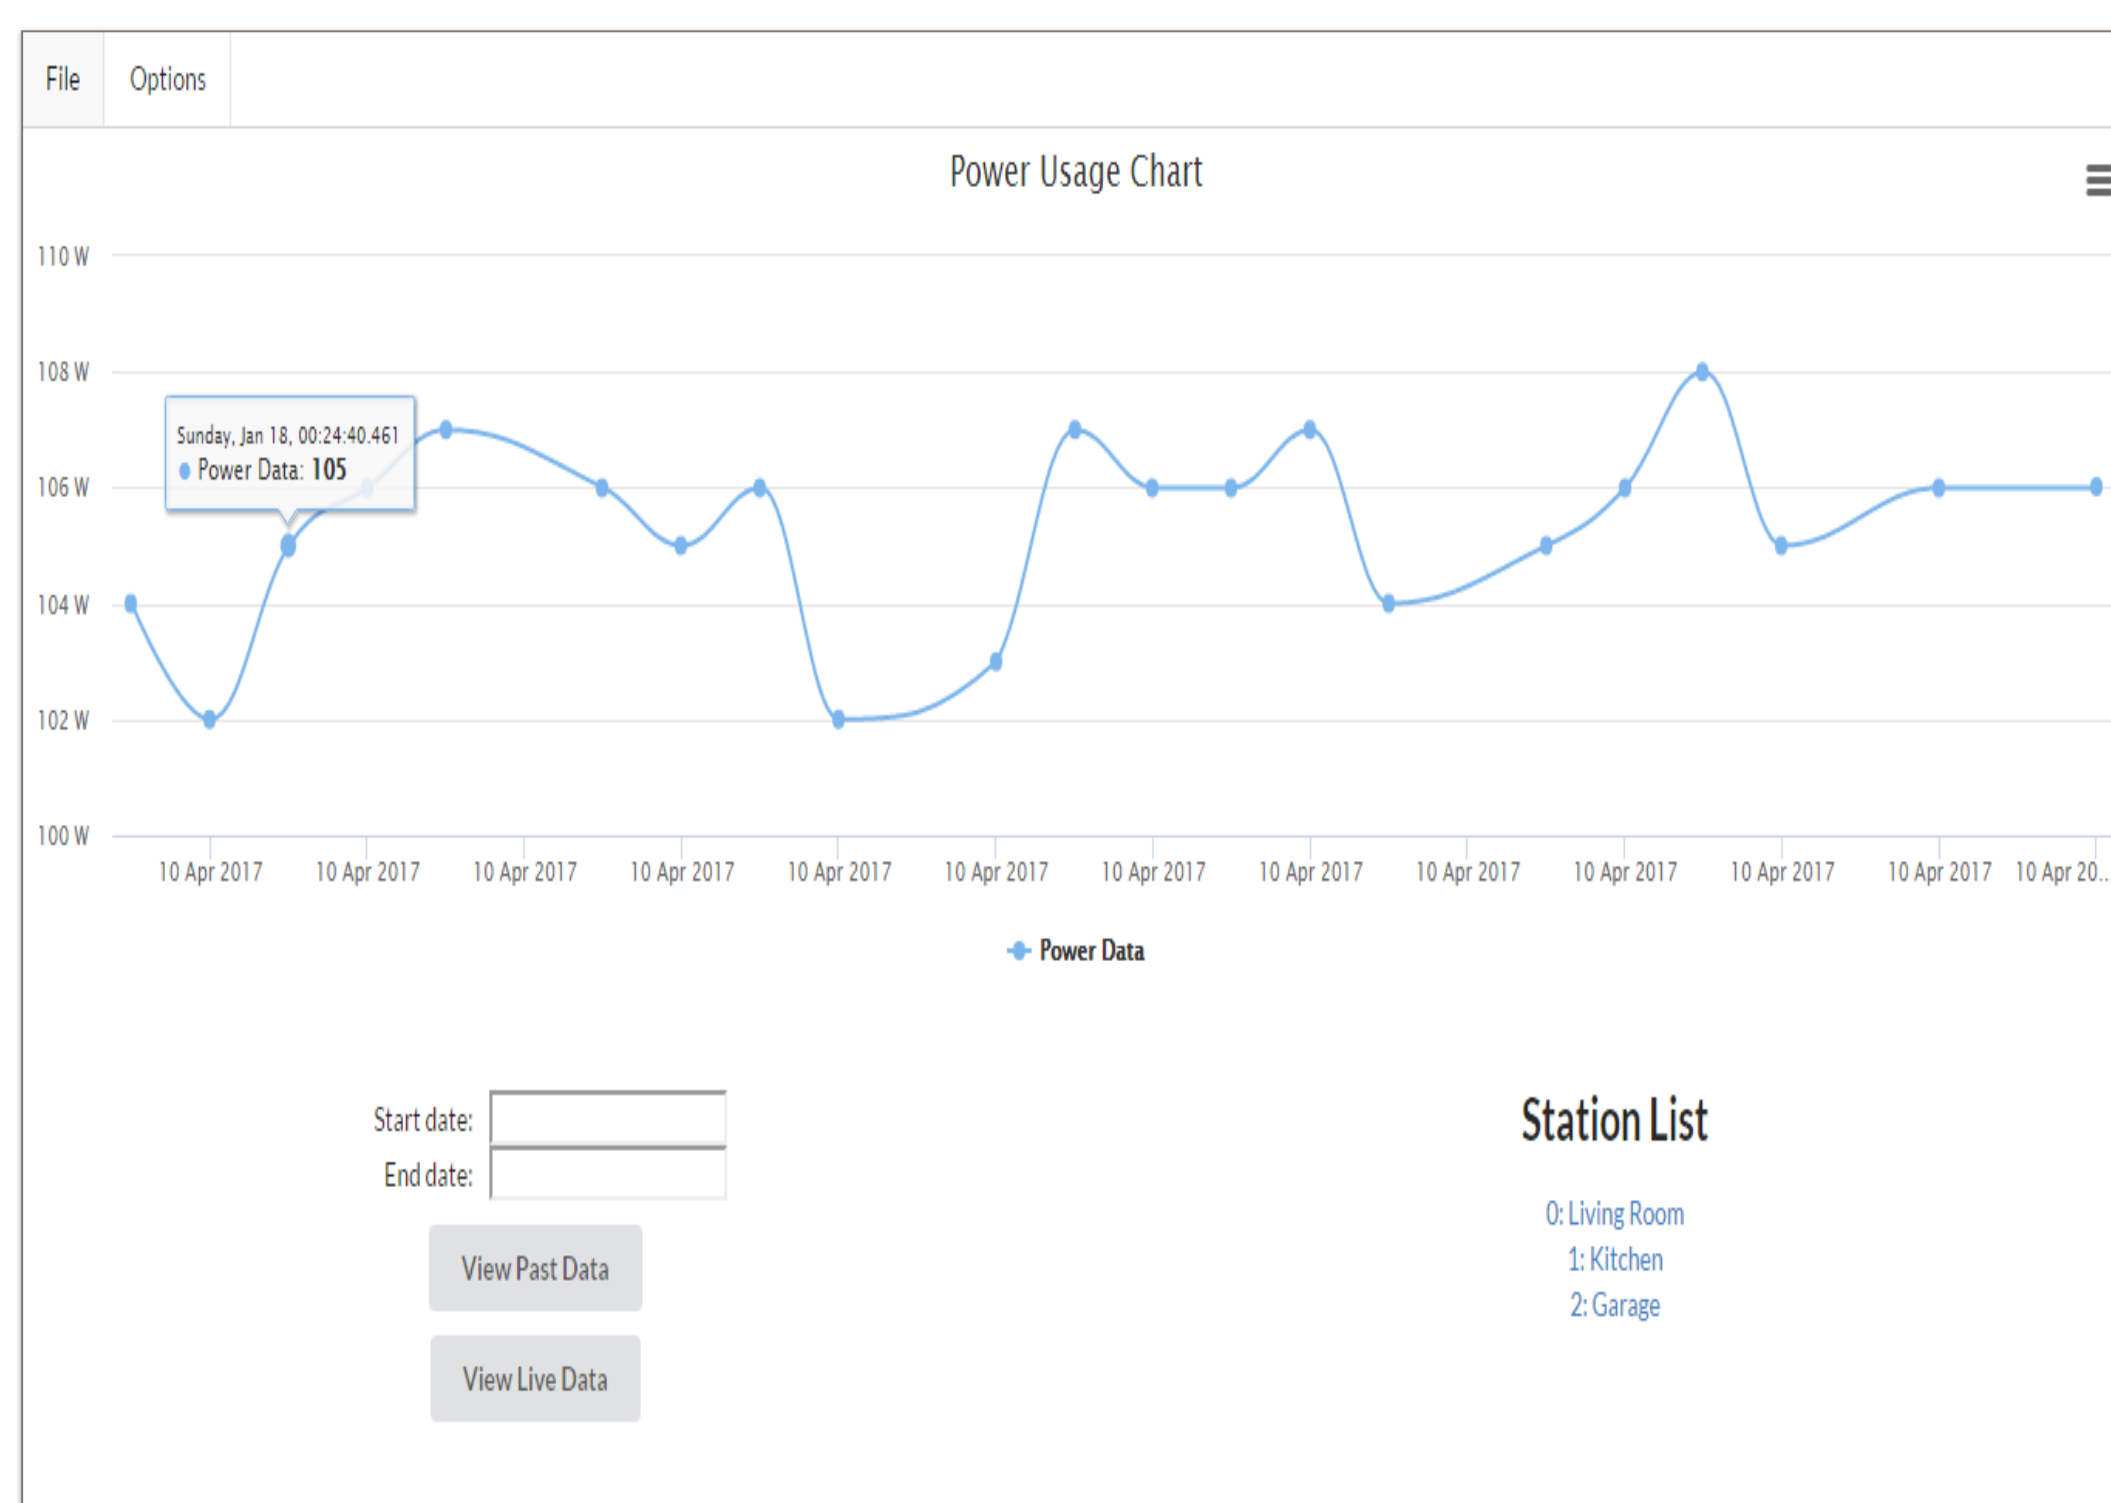 File Options
Power Usage Chart
110 W
108 W
Sunday, Jan 18, 00:24:40.461
Power Data: 105
106 W
104 W
102 W
100 W
10 Apr 2017 10 Apr 2017 10 Apr 2017 10 Apr 2017 10 Apr 2017 10 Apr 2017 10 Apr 2017 10 Apr 2017 10 Apr 2017 10 Apr 2017 10 Apr 2017 10 Apr 2017 10 Apr 20...
Power Data
Start date:
End date:
View Past Data
View Live Data
Station List
0: Living Room
1: Kitchen
2: Garage